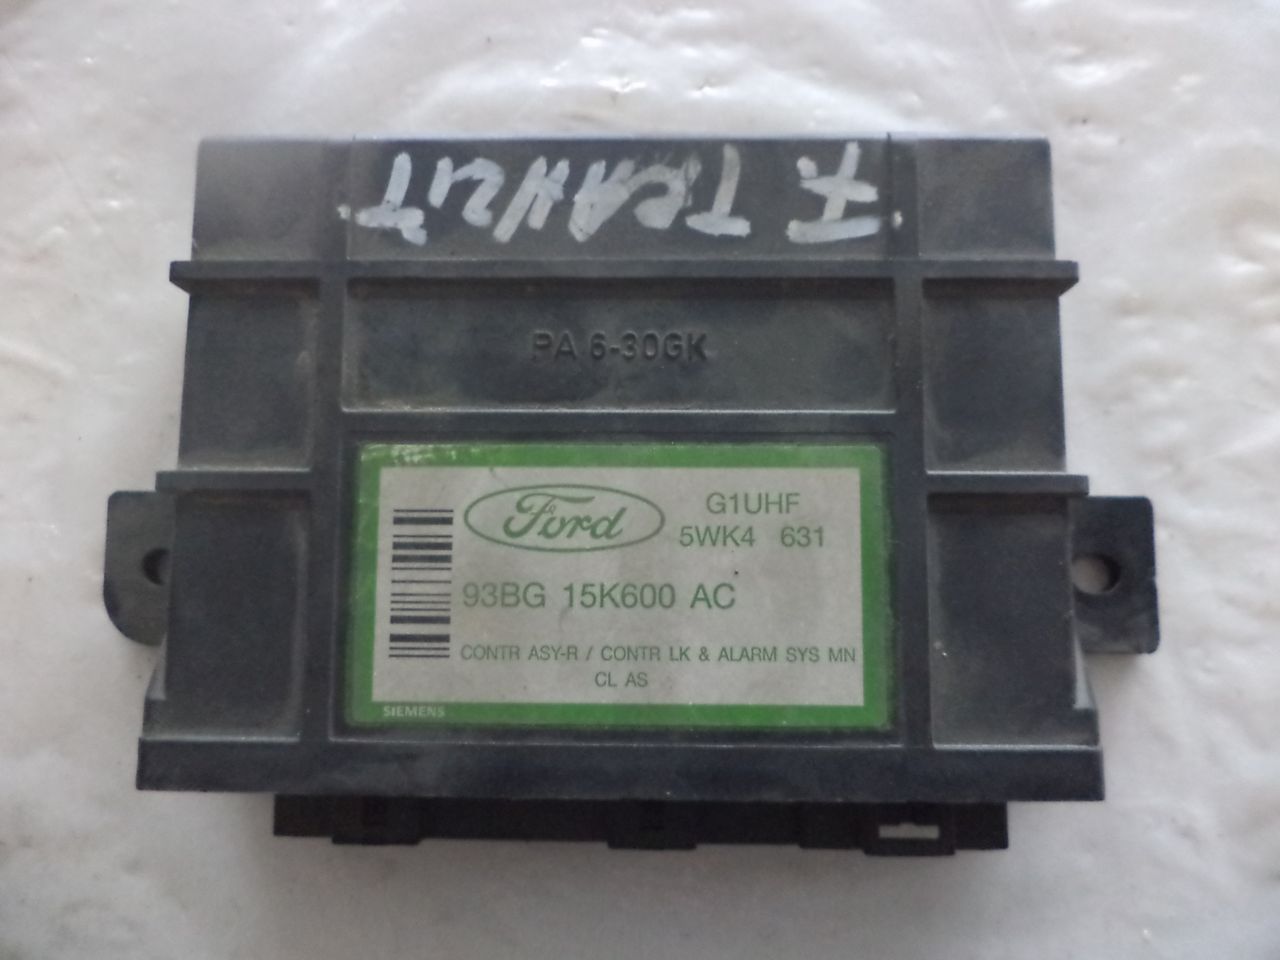 PA 6-30GK
Ford
G1UHF
5WK4 631
93BG 15K600 AC
CONTR ASY-R / CONTR LK & ALARM SYS MN
CL AS
SIEMENS